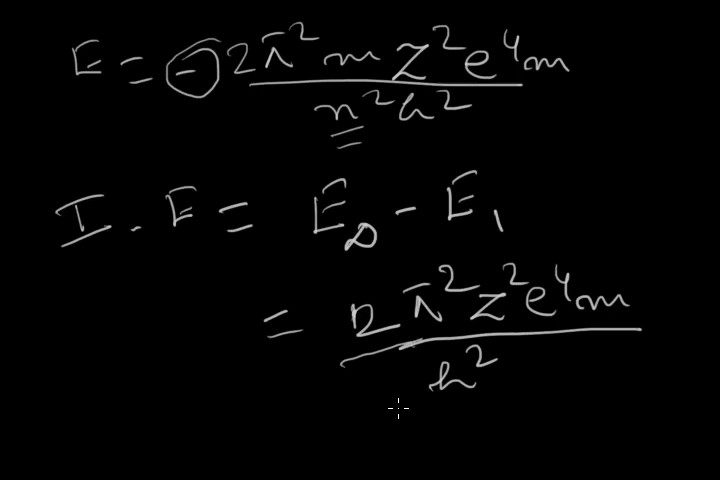 E = -2π²mZ²e⁴m
n²h²
I.E = E∞ - E₁
= 2π²Z²e⁴m
h²